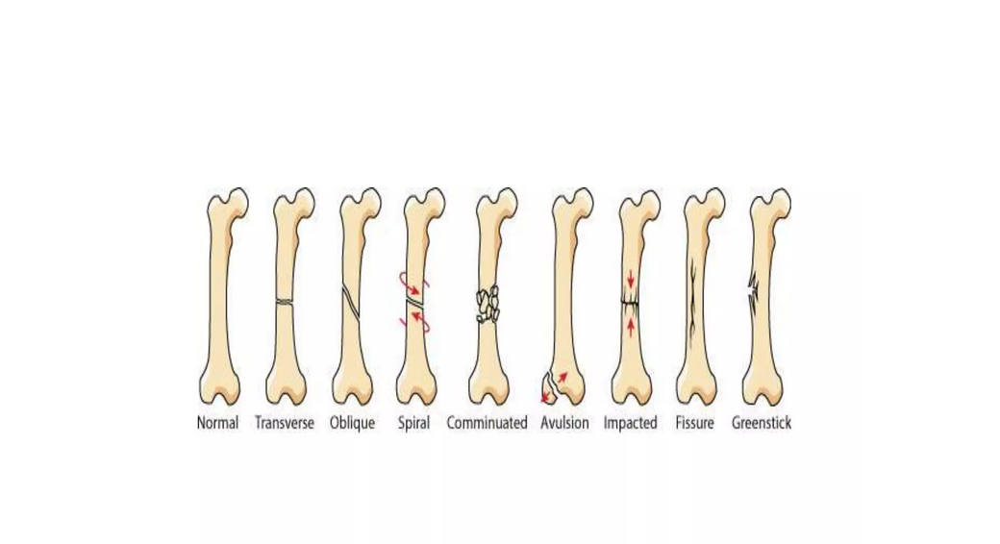 Normal Transverse Oblique Spiral Comminuated Avulsion Impacted Fissure Greenstick